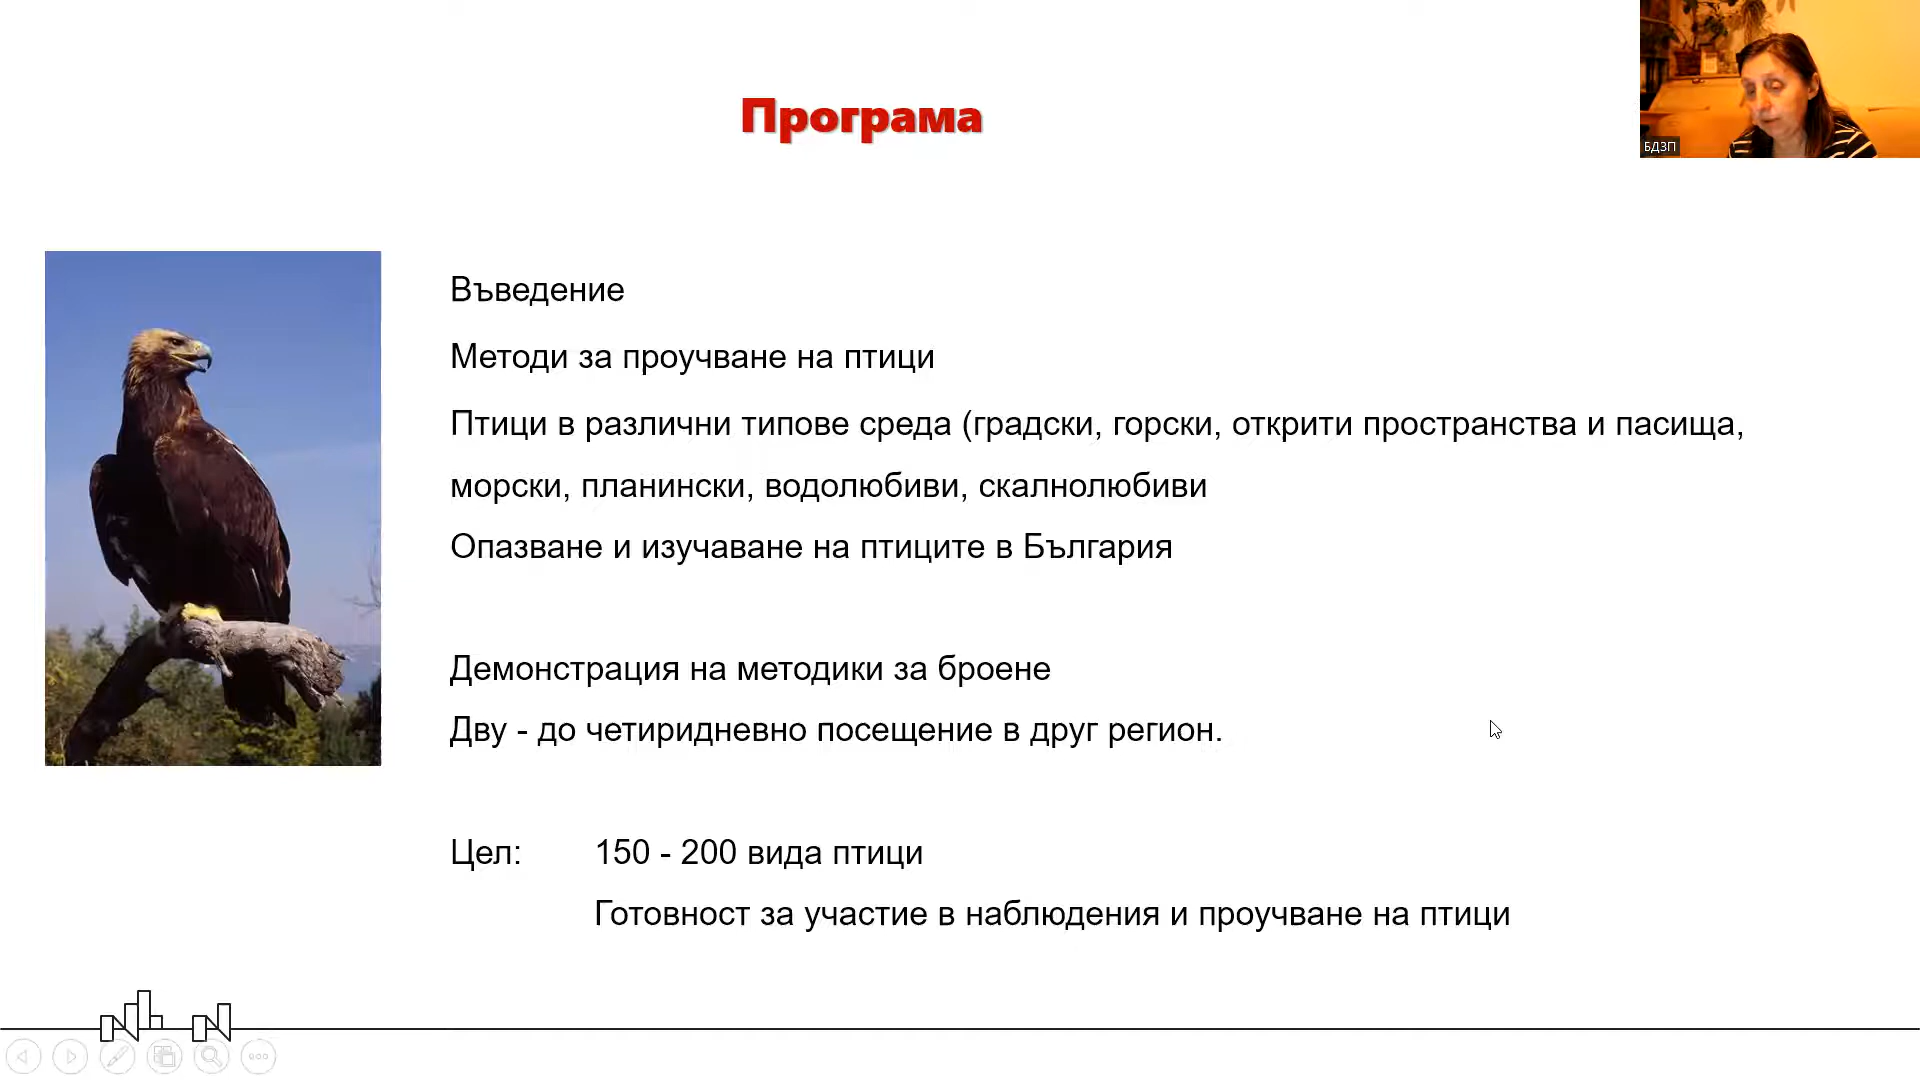 Програма
БДЗП
Въведение
Методи за проучване на птици
Птици в различни типове среда (градски, горски, открити пространства и пасища,
морски, планински, водолюбиви, скалнолюбиви
Опазване и изучаване на птиците в България
Демонстрация на методики за броене
Дву - до четиридневно посещение в друг регион.
Цел: 150 - 200 вида птици
Готовност за участие в наблюдения и проучване на птици